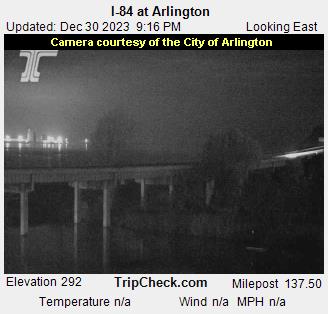 I-84 at Arlington
Updated: Dec 30 2023 9:16 PM Looking East
Camera courtesy of the City of Arlington
Elevation 292 TripCheck.com Milepost 137.50
Temperature n/a Wind n/a MPH n/a